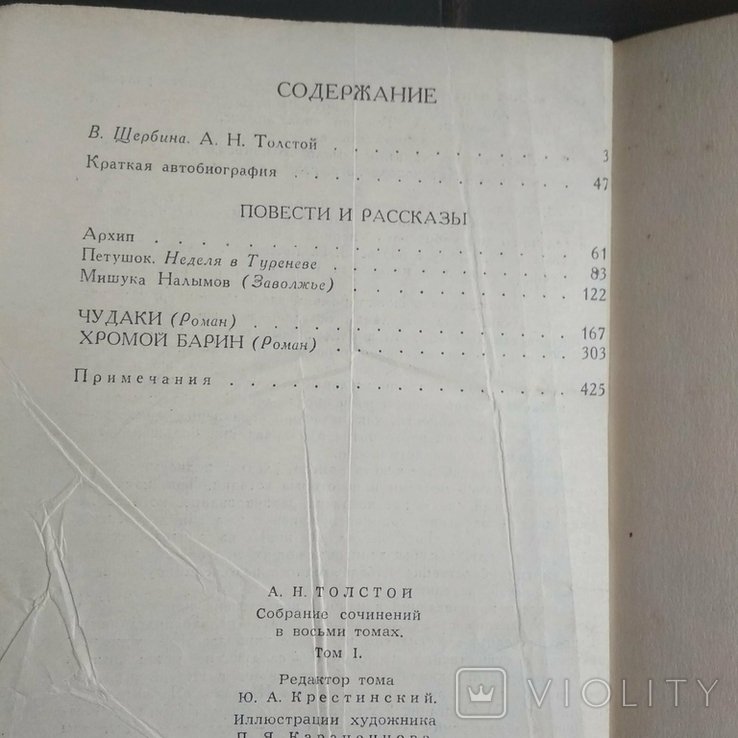 СОДЕРЖАНИЕ
В. Щербина. А. Н. Толстой . . . . . . . . . . 3
Краткая автобиография . . . . . . . . . . . . 47
ПОВЕСТИ И РАССКАЗЫ
Архип . . . . . . . . . . . . . . . . . . 61
Петушок. Неделя в Туреневе . . . . . . . . . . 83
Мишука Налымов (Заволжье) . . . . . . . . . . 122
ЧУДАКИ (Роман) . . . . . . . . . . . . . . 167
ХРОМОЙ БАРИН (Роман) . . . . . . . . . . . 303
Примечания . . . . . . . . . . . . . . . . 425
А. Н. ТОЛСТОЙ
Собрание сочинений
в восьми томах.
Том I.
Редактор тома
Ю. А. Крестинский.
Иллюстрации художника
П. Я.
VIOLITY